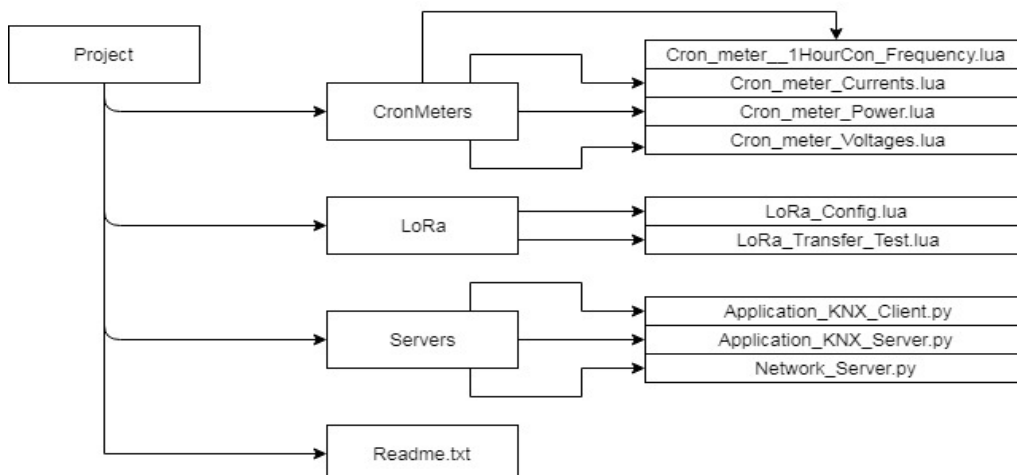 Project
CronMeters
Cron_meter__1HourCon_Frequency.lua
Cron_meter_Currents.lua
Cron_meter_Power.lua
Cron_meter_Voltages.lua
LoRa
LoRa_Config.lua
LoRa_Transfer_Test.lua
Servers
Application_KNX_Client.py
Application_KNX_Server.py
Network_Server.py
Readme.txt